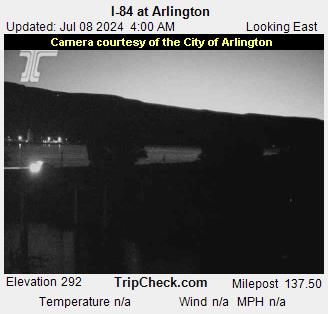 I-84 at Arlington
Updated: Jul 08 2024 4:00 AM Looking East
Camera courtesy of the City of Arlington
Elevation 292 TripCheck.com Milepost 137.50
Temperature n/a Wind n/a MPH n/a